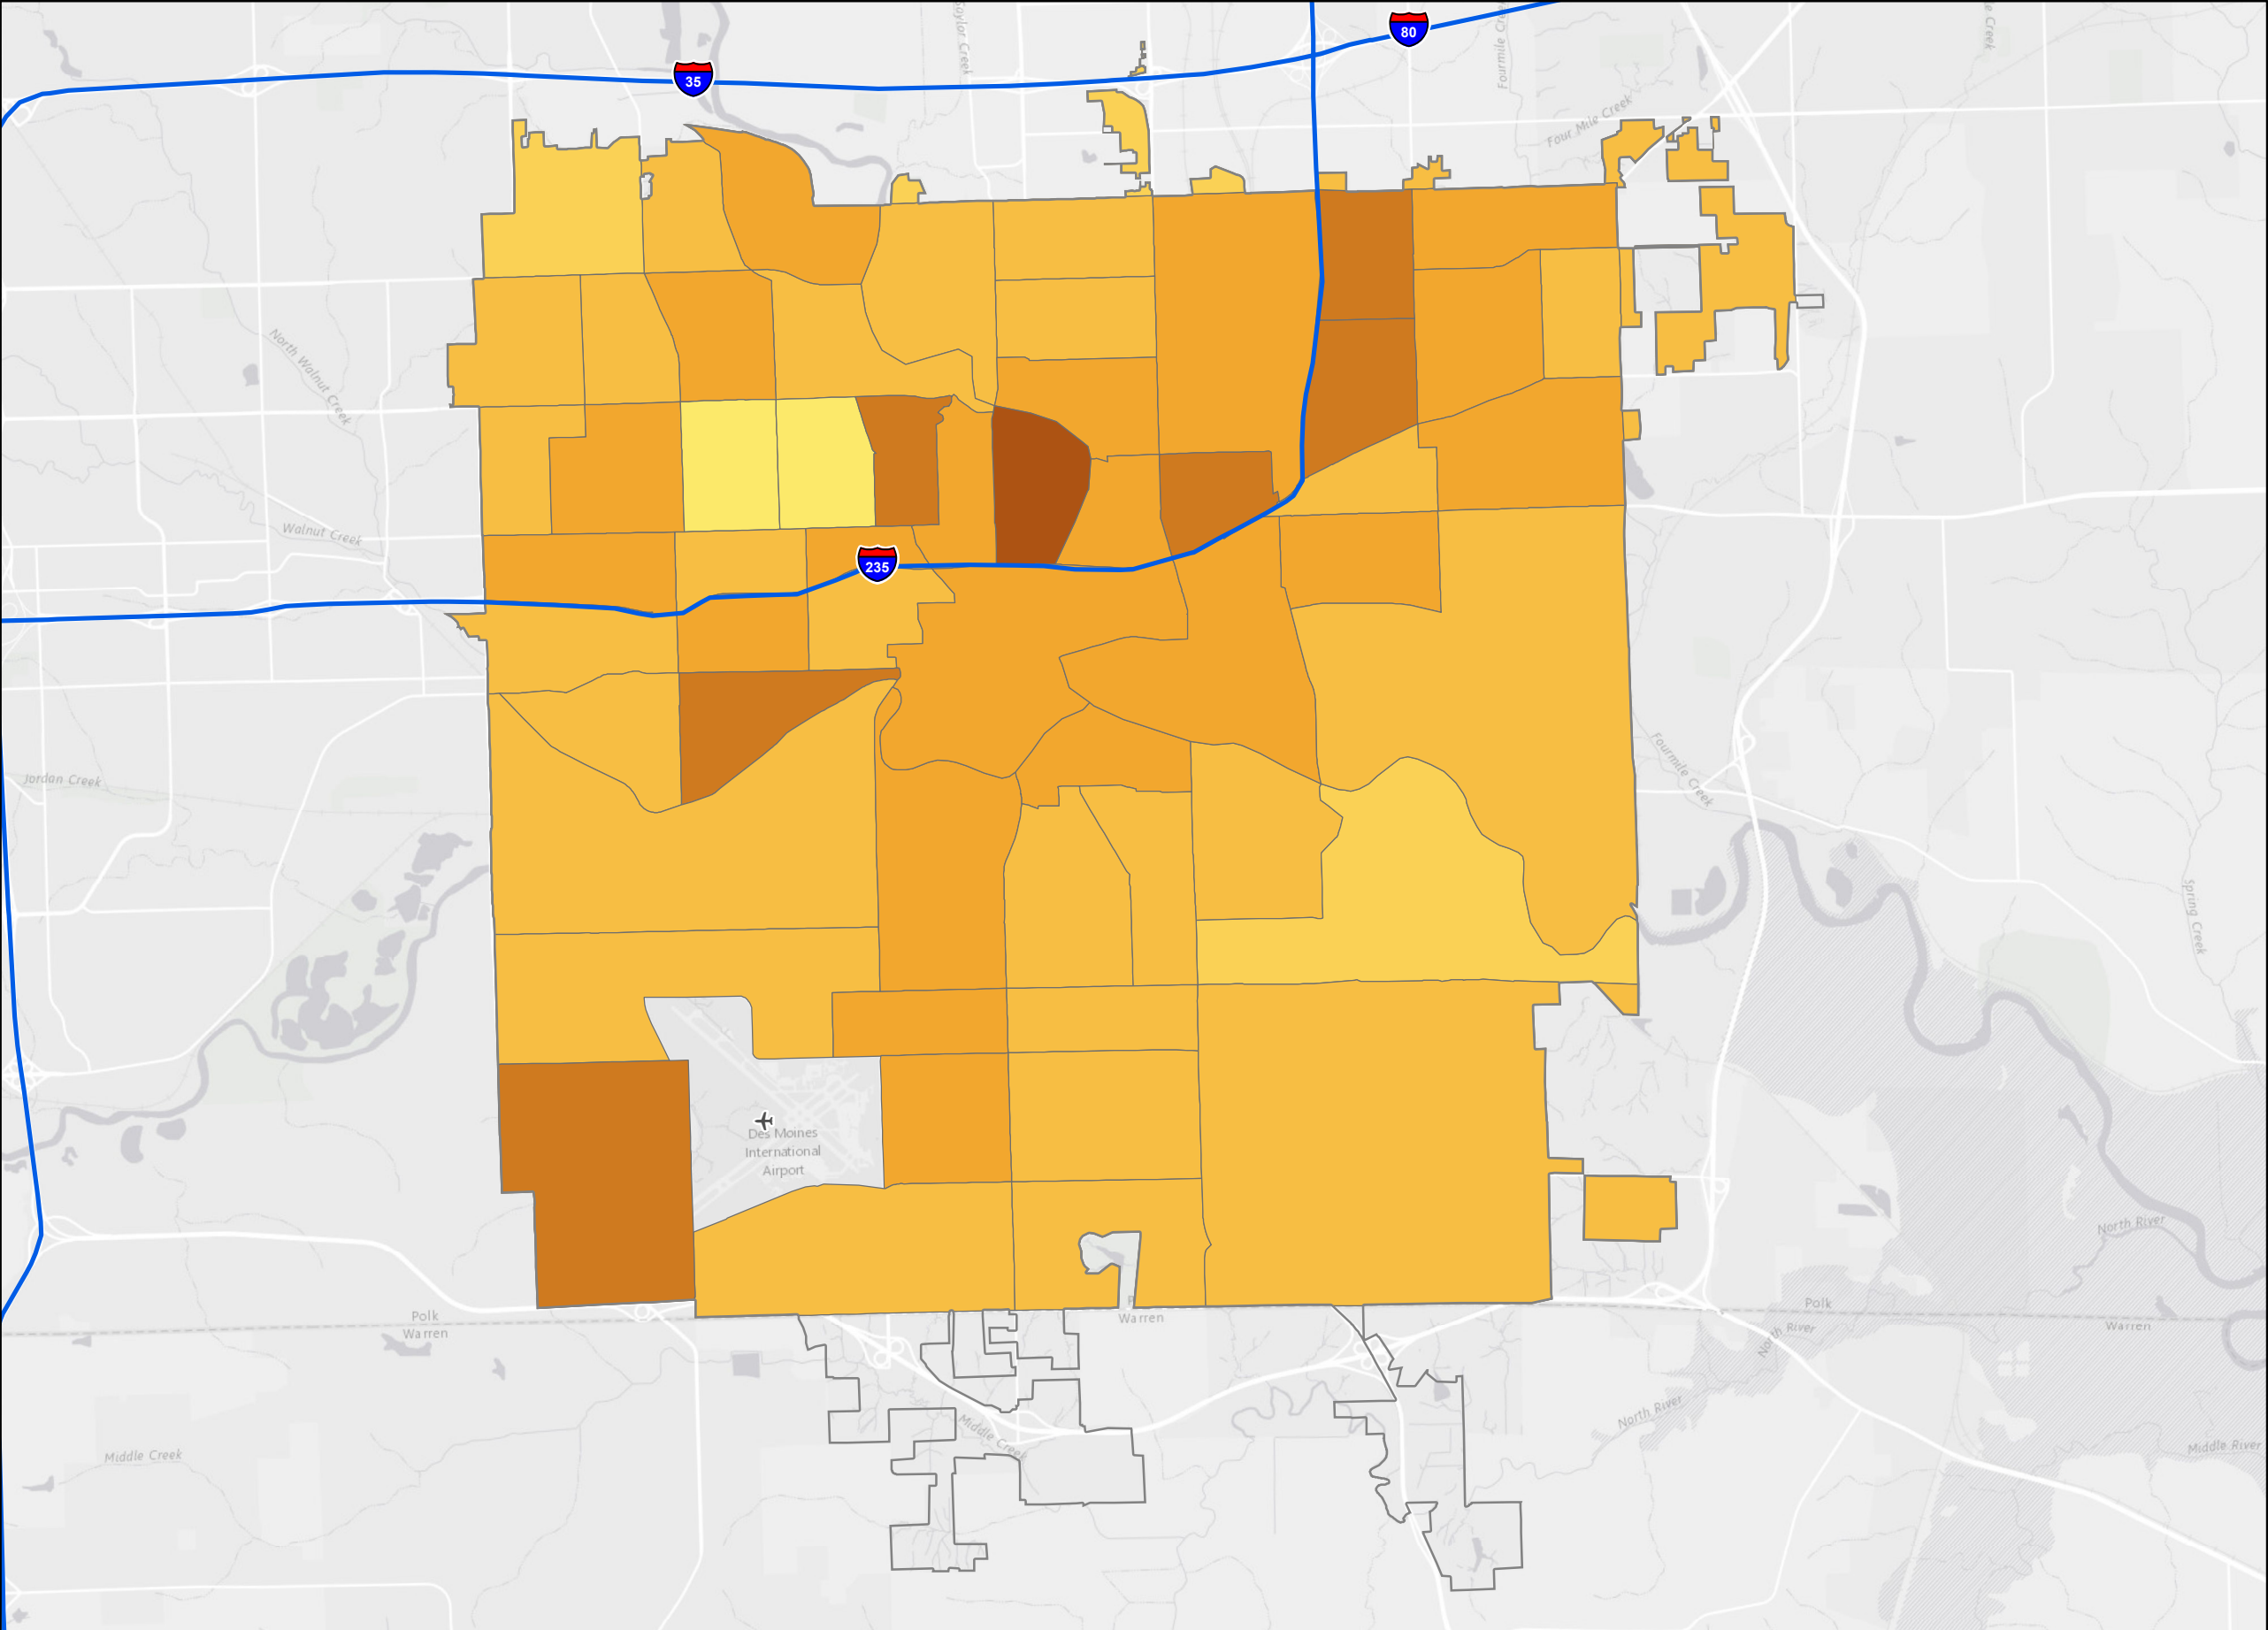 80
35
Saylor Creek
Fourmile Creek
Four Mile Creek
North Walnut Creek
Walnut Creek
235
Jordan Creek
Fourmile Creek
Spring Creek
Des Moines
International
Airport
North River
Polk
Warren
Warren
Polk
Warren
North River
North River
Middle Creek
Middle Creek
Middle River